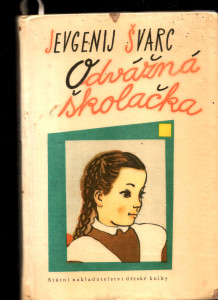 JEVGENIJ ŠVARC
Odvážná
školačka
Státní nakladatelství dětské knihy